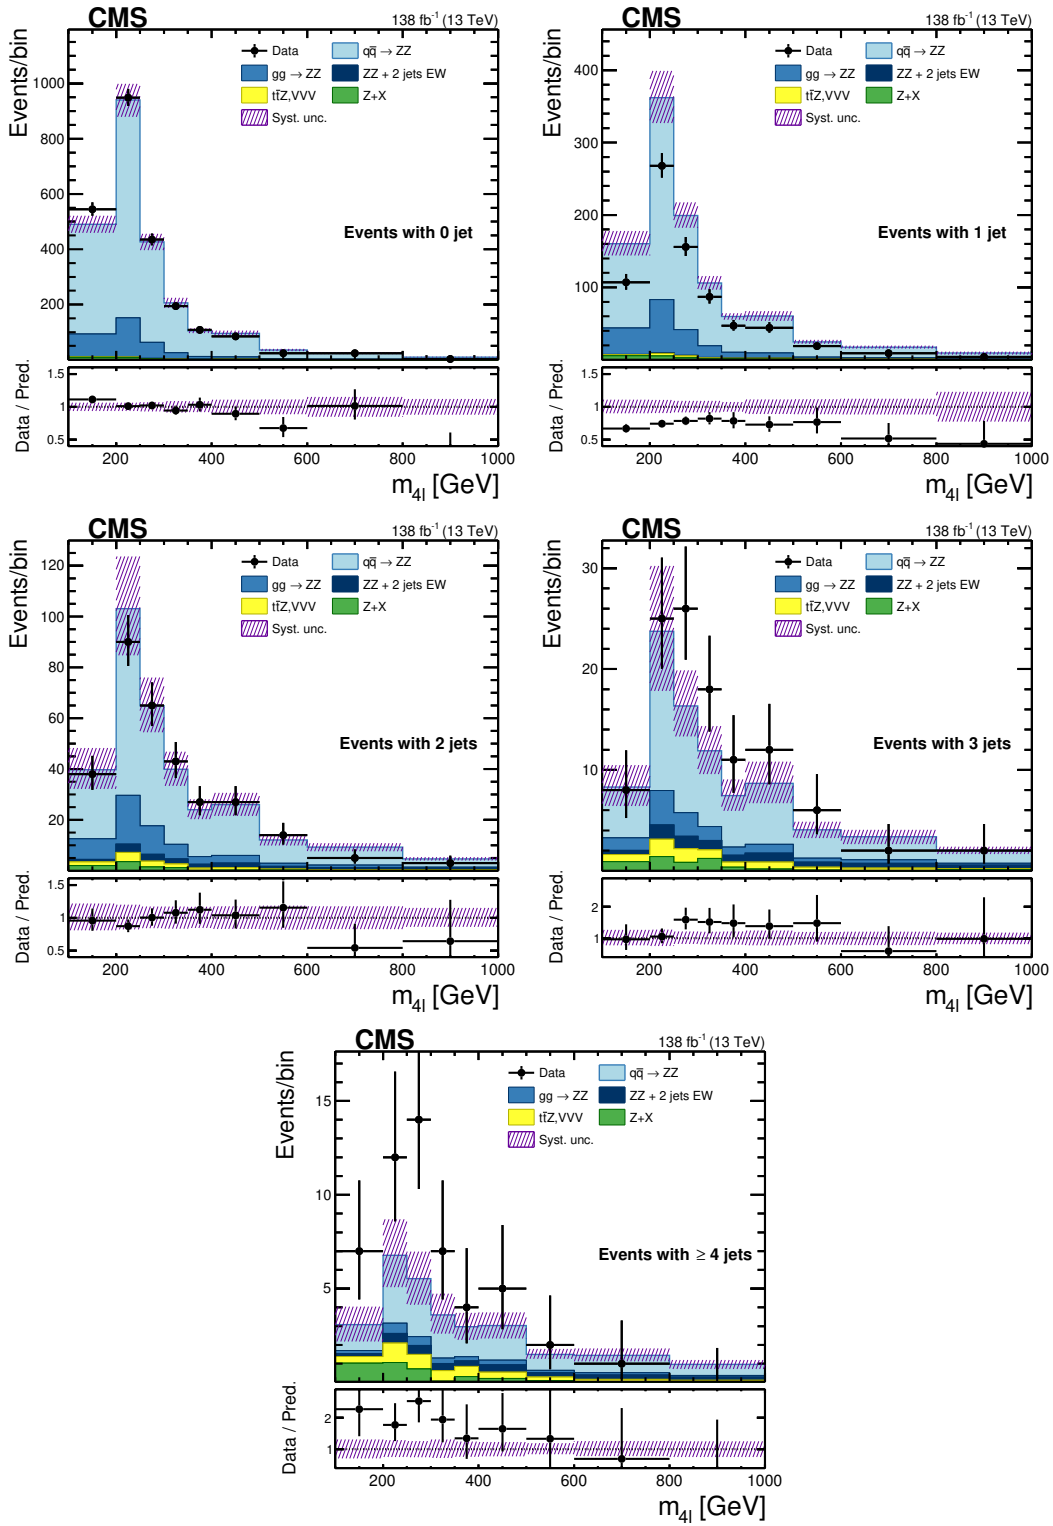 CMS
138 fb⁻¹ (13 TeV)
Events/bin
Data
qq̅ → ZZ
gg → ZZ
ZZ + 2 jets EW
tt̅Z,VVV
Z+X
Syst. unc.
Events with 0 jet
1000
800
600
400
200
Data / Pred.
1.5
1
0.5
200 400 600 800 1000
m4l [GeV]
CMS
138 fb⁻¹ (13 TeV)
Events/bin
Data
qq̅ → ZZ
gg → ZZ
ZZ + 2 jets EW
tt̅Z,VVV
Z+X
Syst. unc.
Events with 1 jet
400
300
200
100
Data / Pred.
1.5
1
0.5
200 400 600 800 1000
m4l [GeV]
CMS
138 fb⁻¹ (13 TeV)
Events/bin
Data
qq̅ → ZZ
gg → ZZ
ZZ + 2 jets EW
tt̅Z,VVV
Z+X
Syst. unc.
Events with 2 jets
120
100
80
60
40
20
Data / Pred.
1.5
1
0.5
200 400 600 800 1000
m4l [GeV]
CMS
138 fb⁻¹ (13 TeV)
Events/bin
Data
qq̅ → ZZ
gg → ZZ
ZZ + 2 jets EW
tt̅Z,VVV
Z+X
Syst. unc.
Events with 3 jets
30
20
10
Data / Pred.
2
1
200 400 600 800 1000
m4l [GeV]
CMS
138 fb⁻¹ (13 TeV)
Events/bin
Data
qq̅ → ZZ
gg → ZZ
ZZ + 2 jets EW
tt̅Z,VVV
Z+X
Syst. unc.
Events with ≥ 4 jets
15
10
5
Data / Pred.
2
1
200 400 600 800 1000
m4l [GeV]